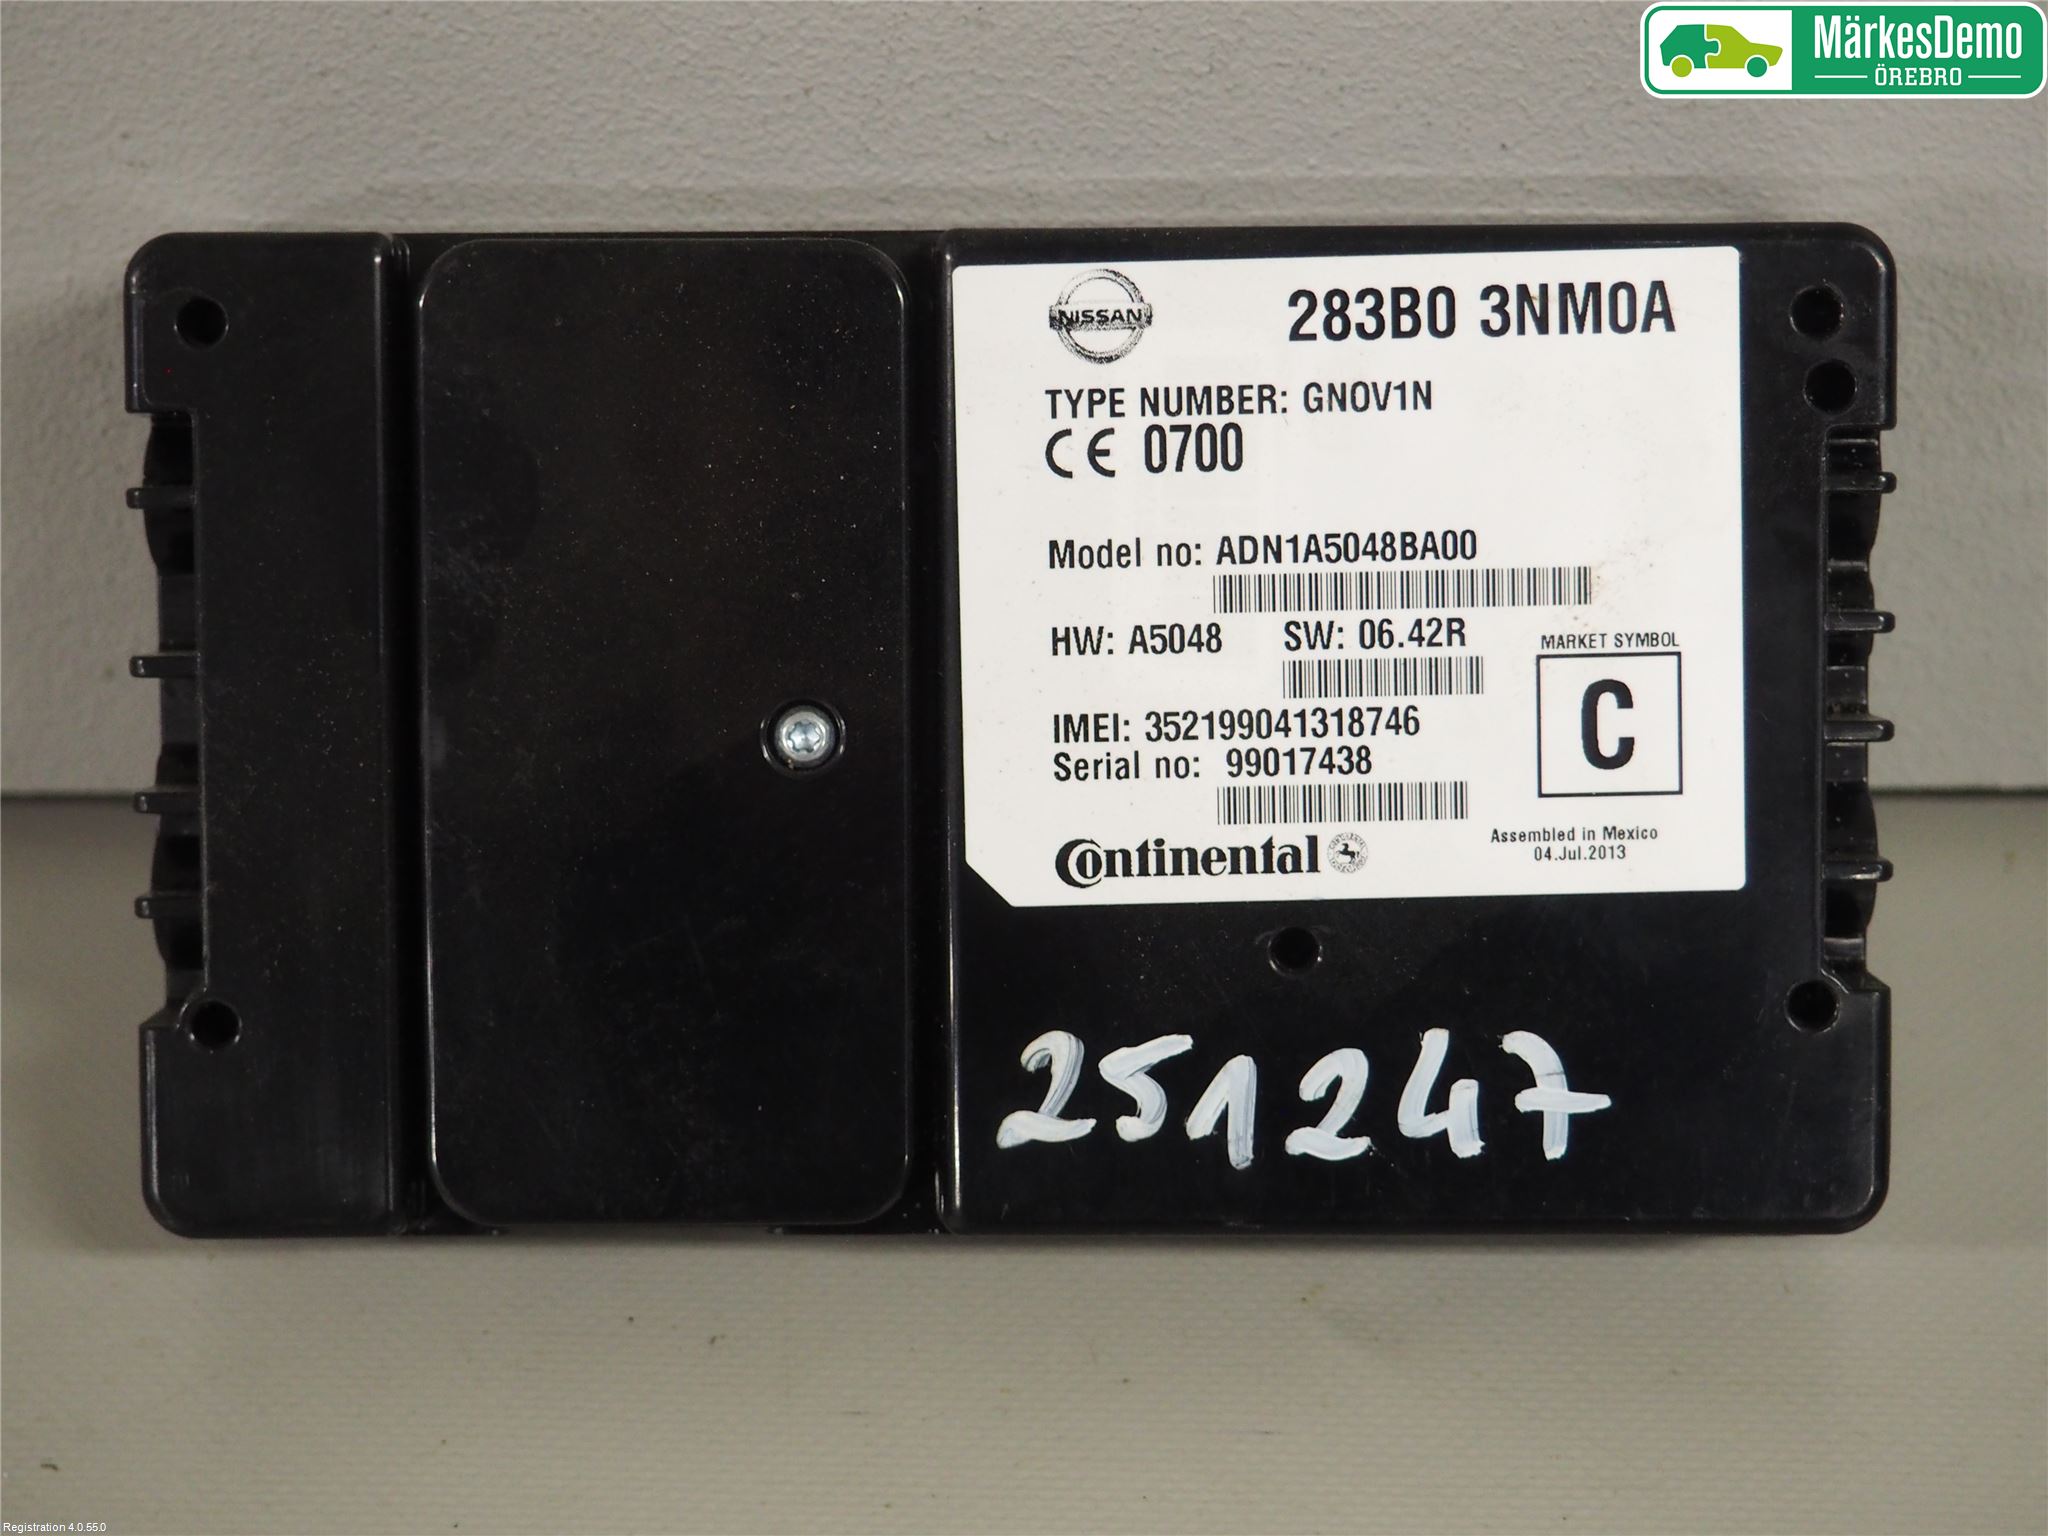 MärkesDemo
ÖREBRO
NISSAN
283B0 3NM0A
TYPE NUMBER: GNOV1N
CE 0700
Model no: ADN1A5048BA00
HW: A5048 SW: 06.42R
MARKET SYMBOL
C
IMEI: 352199041318746
Serial no: 99017438
Continental
Assembled in Mexico
04.Jul.2013
251247
Registration 4.0.55.0